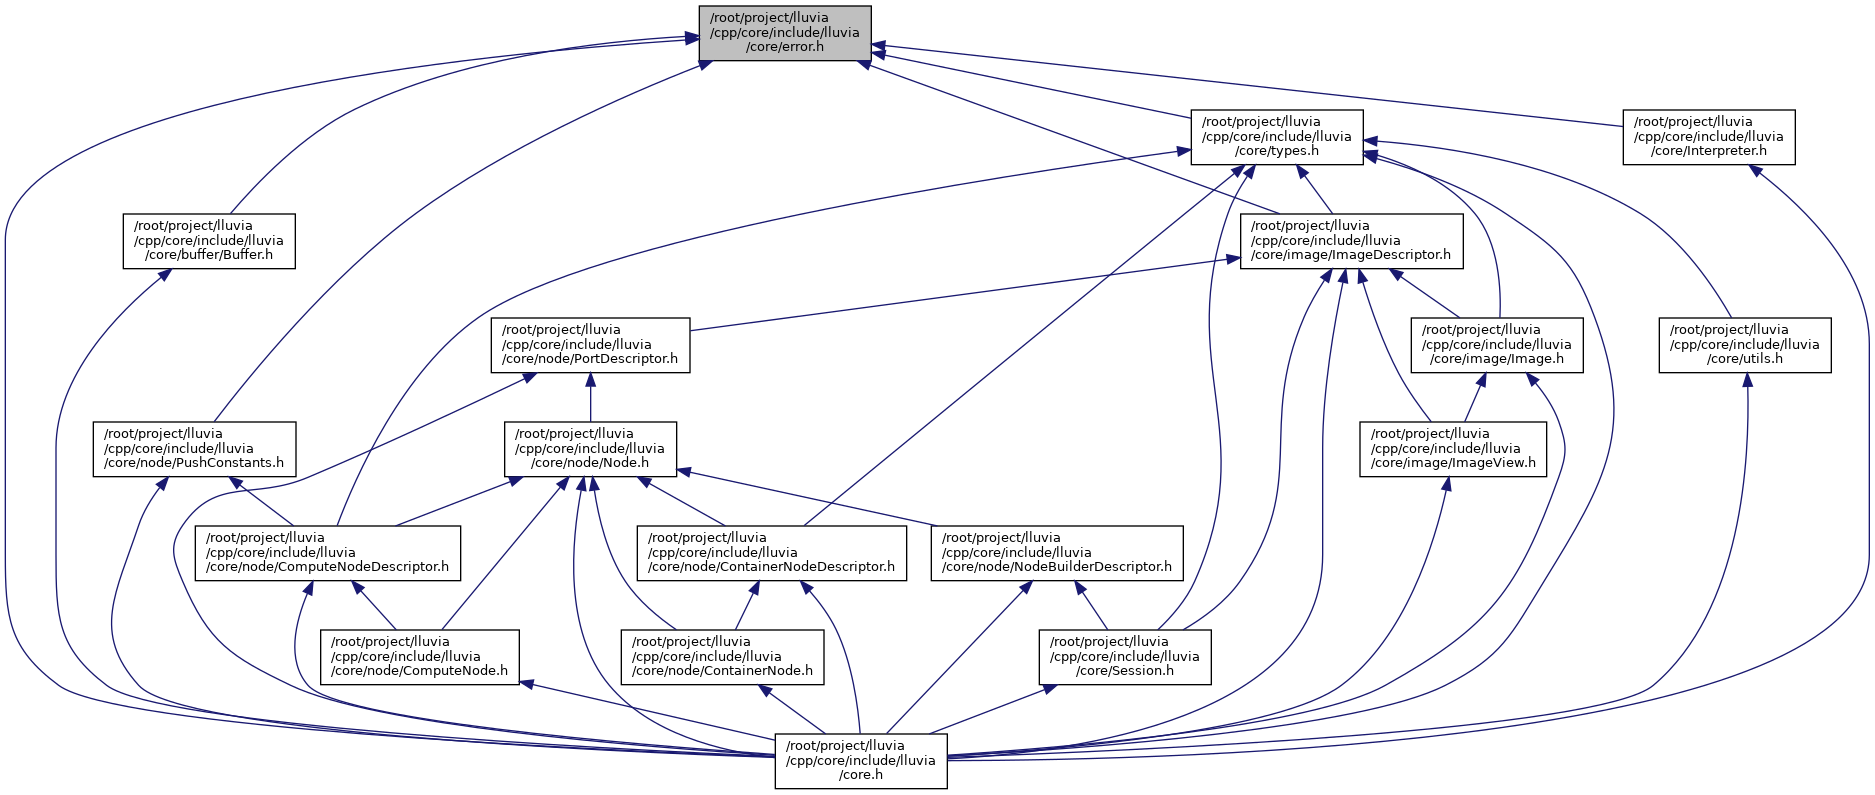 /root/project/lluvia
/cpp/core/include/lluvia
/core/error.h
/root/project/lluvia
/cpp/core/include/lluvia
/core/types.h
/root/project/lluvia
/cpp/core/include/lluvia
/core/Interpreter.h
/root/project/lluvia
/cpp/core/include/lluvia
/core/buffer/Buffer.h
/root/project/lluvia
/cpp/core/include/lluvia
/core/image/ImageDescriptor.h
/root/project/lluvia
/cpp/core/include/lluvia
/core/node/PortDescriptor.h
/root/project/lluvia
/cpp/core/include/lluvia
/core/image/Image.h
/root/project/lluvia
/cpp/core/include/lluvia
/core/utils.h
/root/project/lluvia
/cpp/core/include/lluvia
/core/node/PushConstants.h
/root/project/lluvia
/cpp/core/include/lluvia
/core/node/Node.h
/root/project/lluvia
/cpp/core/include/lluvia
/core/image/ImageView.h
/root/project/lluvia
/cpp/core/include/lluvia
/core/node/ComputeNodeDescriptor.h
/root/project/lluvia
/cpp/core/include/lluvia
/core/node/ContainerNodeDescriptor.h
/root/project/lluvia
/cpp/core/include/lluvia
/core/node/NodeBuilderDescriptor.h
/root/project/lluvia
/cpp/core/include/lluvia
/core/node/ComputeNode.h
/root/project/lluvia
/cpp/core/include/lluvia
/core/node/ContainerNode.h
/root/project/lluvia
/cpp/core/include/lluvia
/core/Session.h
/root/project/lluvia
/cpp/core/include/lluvia
/core.h